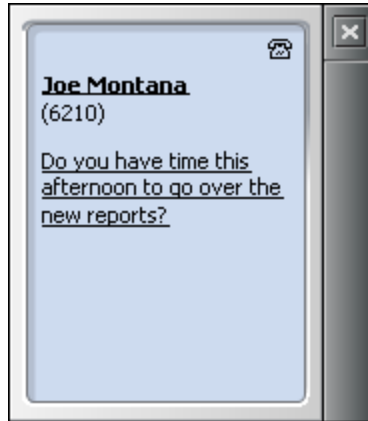 Joe Montana
(6210)
Do you have time this
afternoon to go over the
new reports?